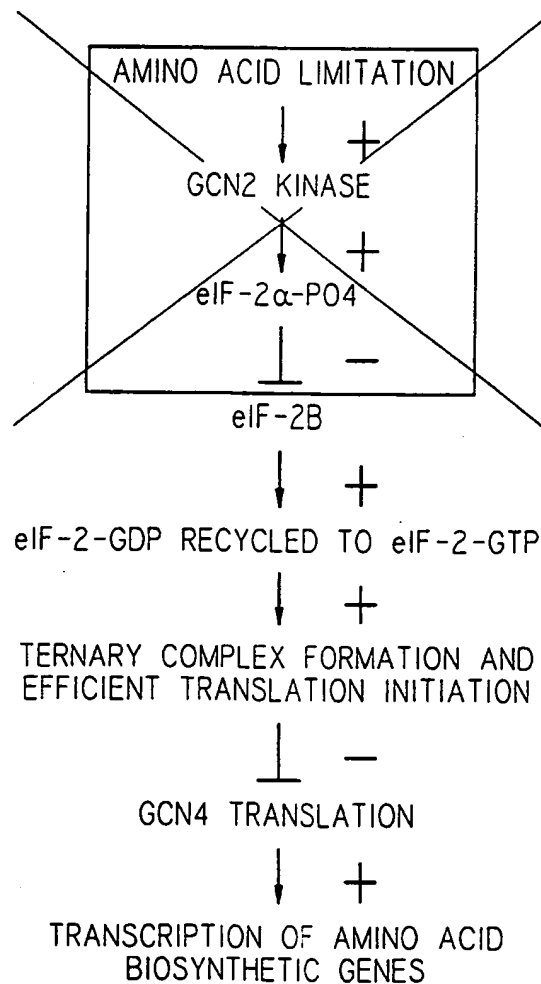 AMINO ACID LIMITATION
+
GCN2 KINASE
+
eIF-2α-PO4
−
eIF-2B
+
eIF-2-GDP RECYCLED TO eIF-2-GTP
+
TERNARY COMPLEX FORMATION AND
EFFICIENT TRANSLATION INITIATION
−
GCN4 TRANSLATION
+
TRANSCRIPTION OF AMINO ACID
BIOSYNTHETIC GENES